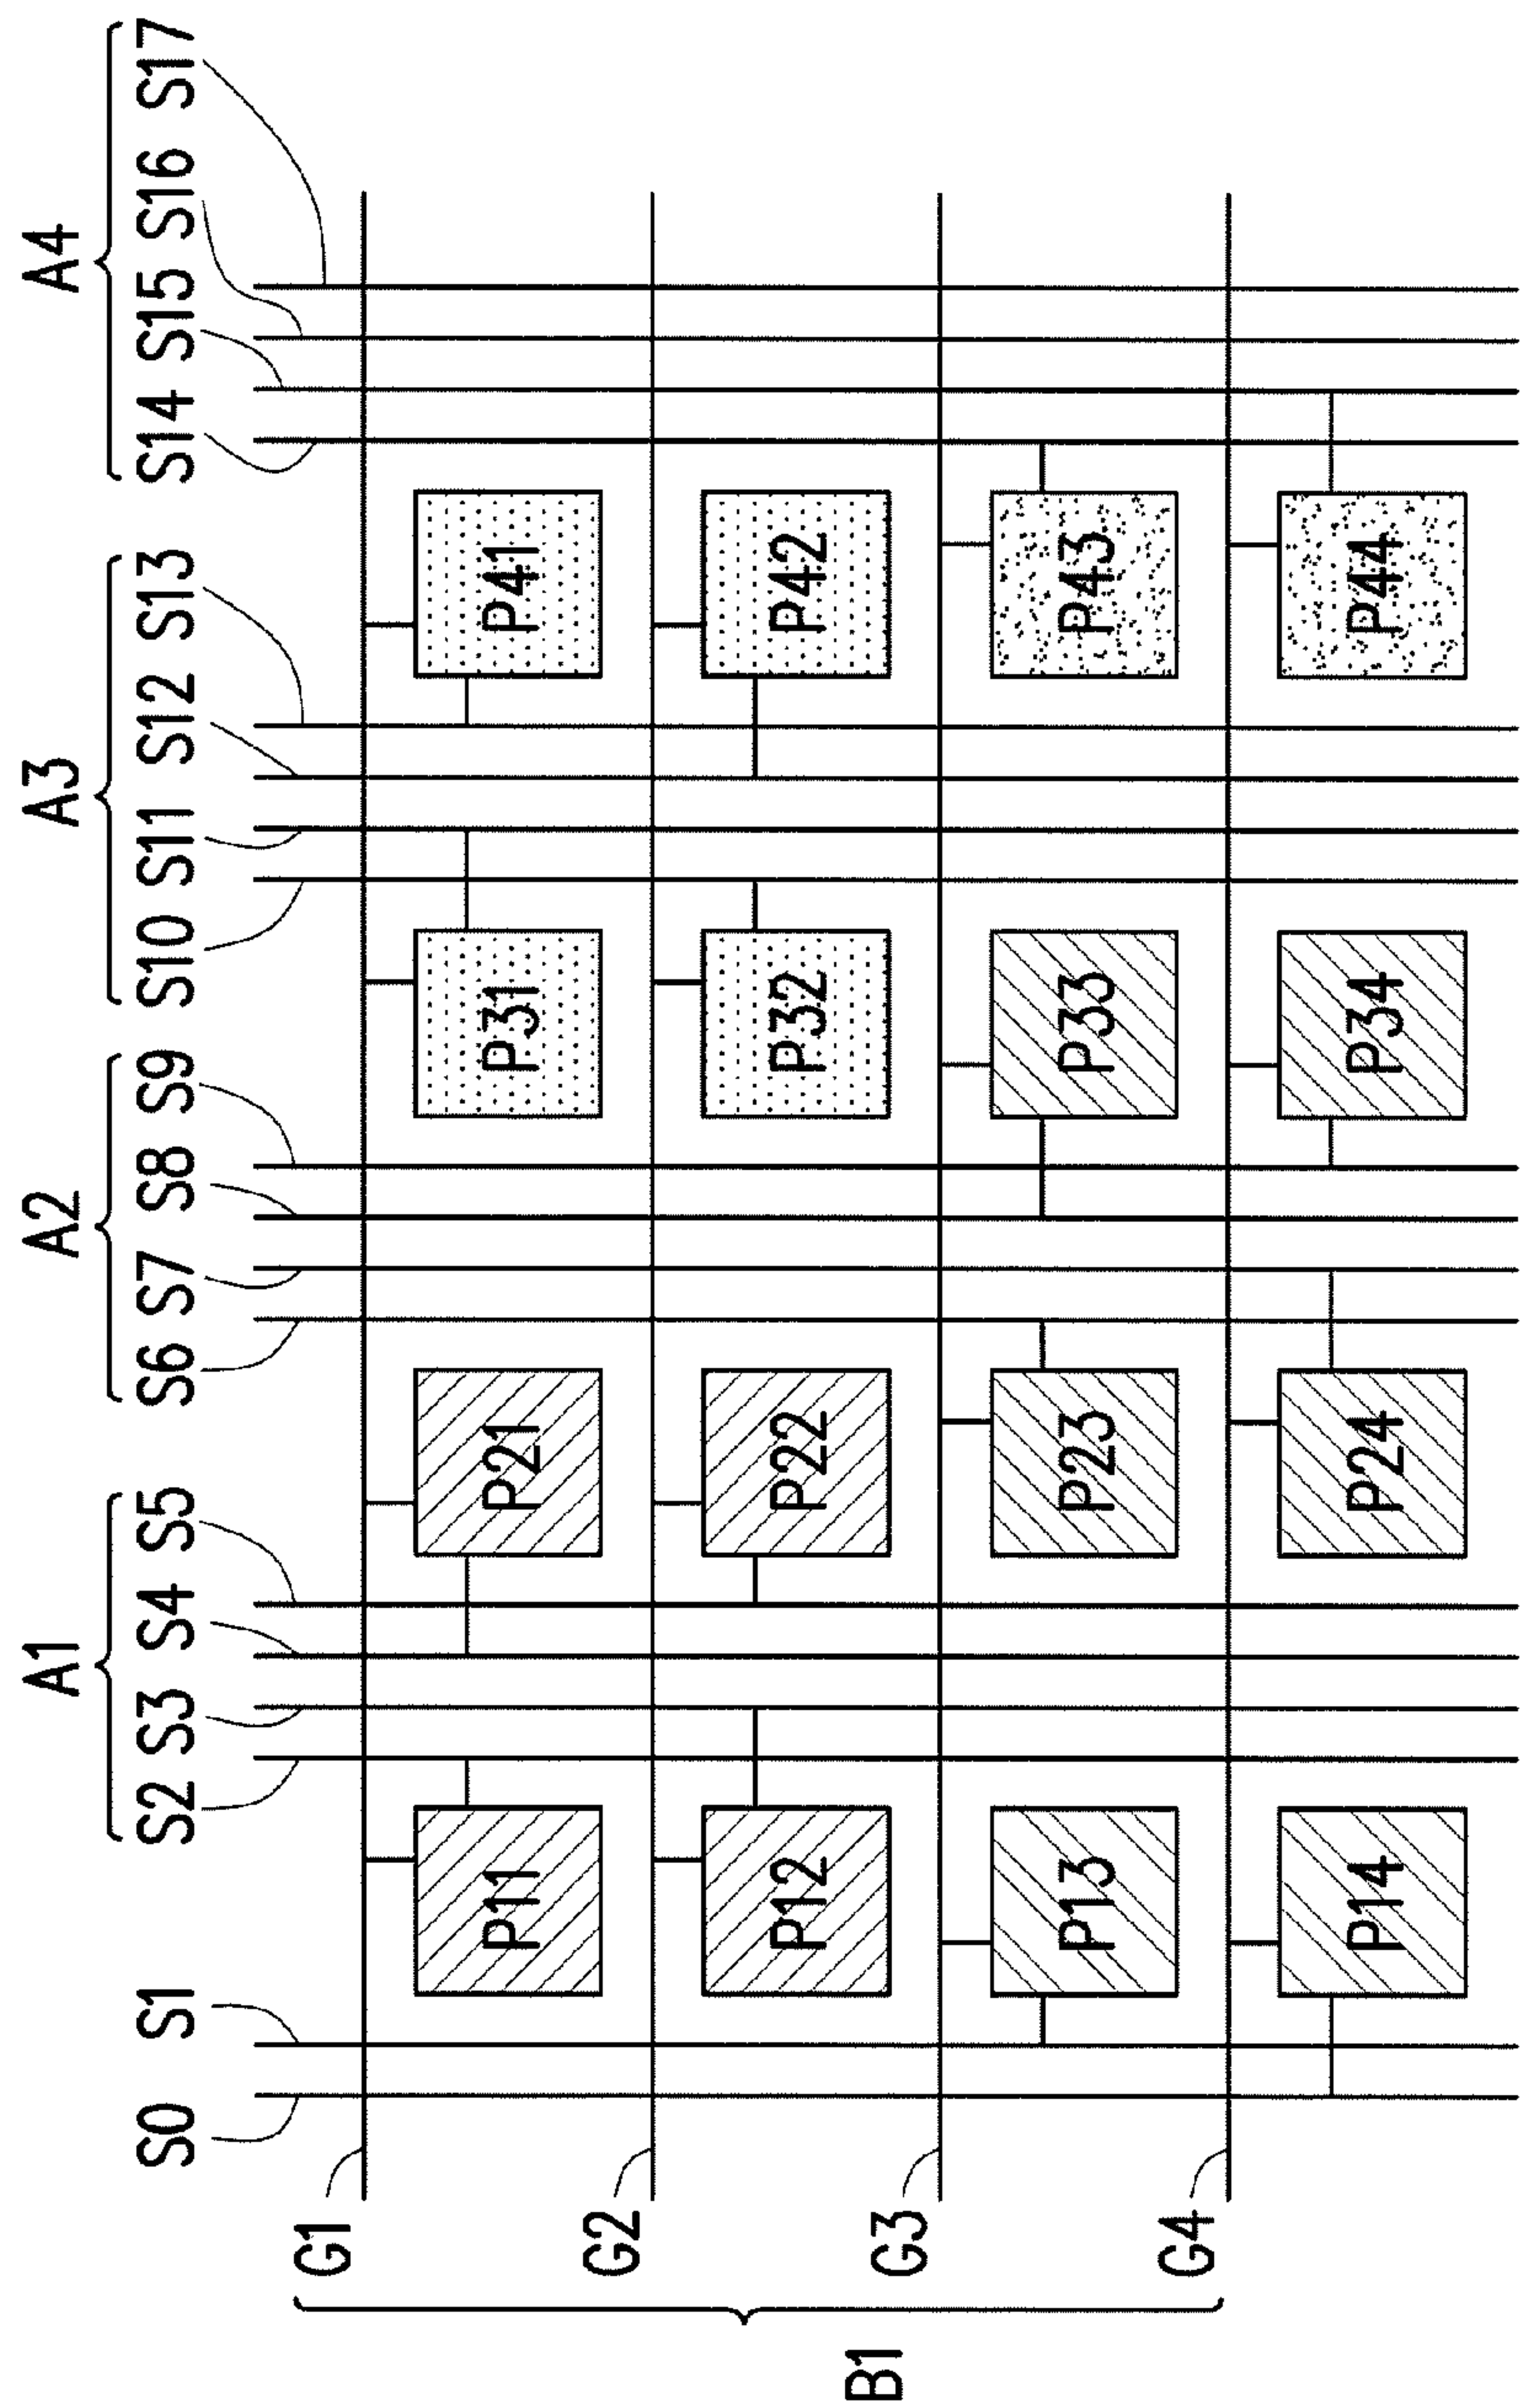 A1 A2 A3 A4
S0 S1 S2 S3 S4 S5 S6 S7 S8 S9 S10 S11 S12 S13 S14 S15 S16 S17
G1
P11 P21 P31 P41
G2
P12 P22 P32 P42
B1
G3
P13 P23 P33 P43
G4
P14 P24 P34 P44